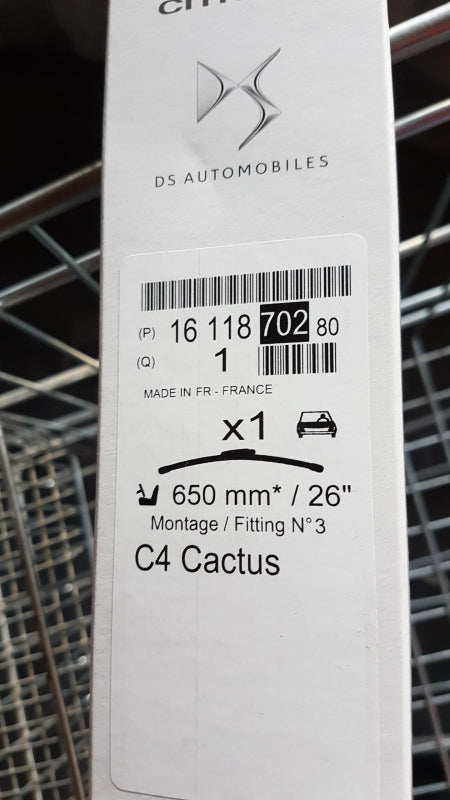 DS AUTOMOBILES
(P) 16 118 702 80
(Q) 1
MADE IN FR - FRANCE
x1
650 mm* / 26"
Montage / Fitting N°3
C4 Cactus